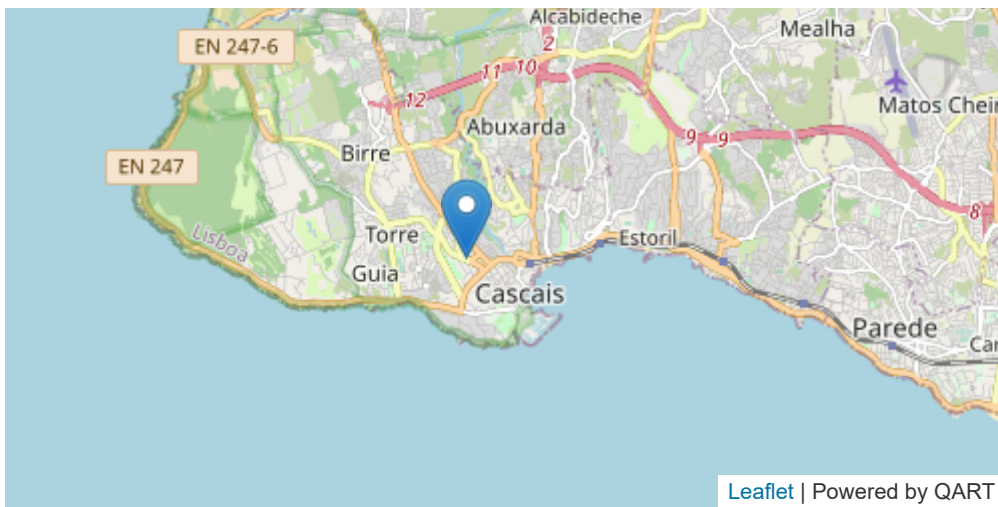 Alcabideche
Mealha
EN 247-6
2
11
10
12
Matos Chei
Abuxarda
9
9
Birre
EN 247
8
Lisboa
Torre
Estoril
Guia
Cascais
Parede
Car
Leaflet | Powered by QART